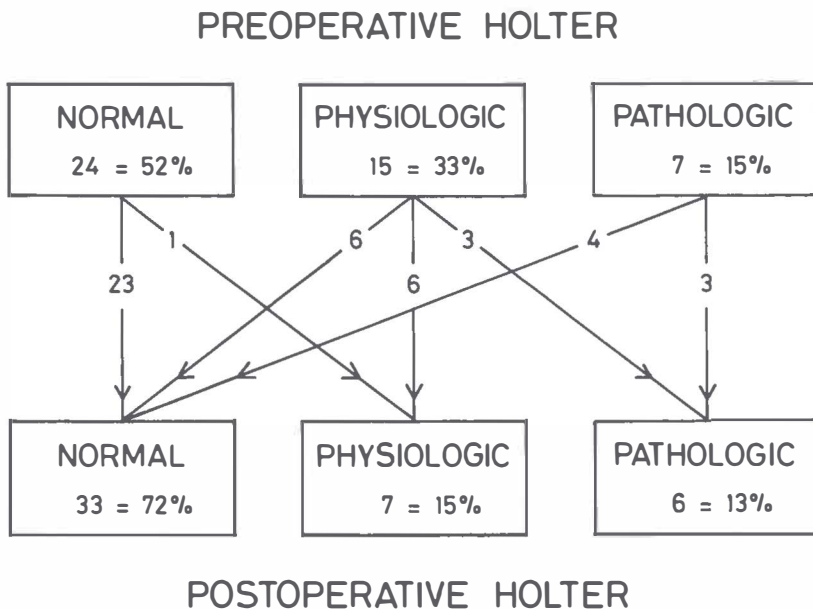 PREOPERATIVE HOLTER
NORMAL PHYSIOLOGIC PATHOLOGIC
24 = 52% 15 = 33% 7 = 15%
1 6 3 4
23 6 3
NORMAL PHYSIOLOGIC PATHOLOGIC
33 = 72% 7 = 15% 6 = 13%
POSTOPERATIVE HOLTER